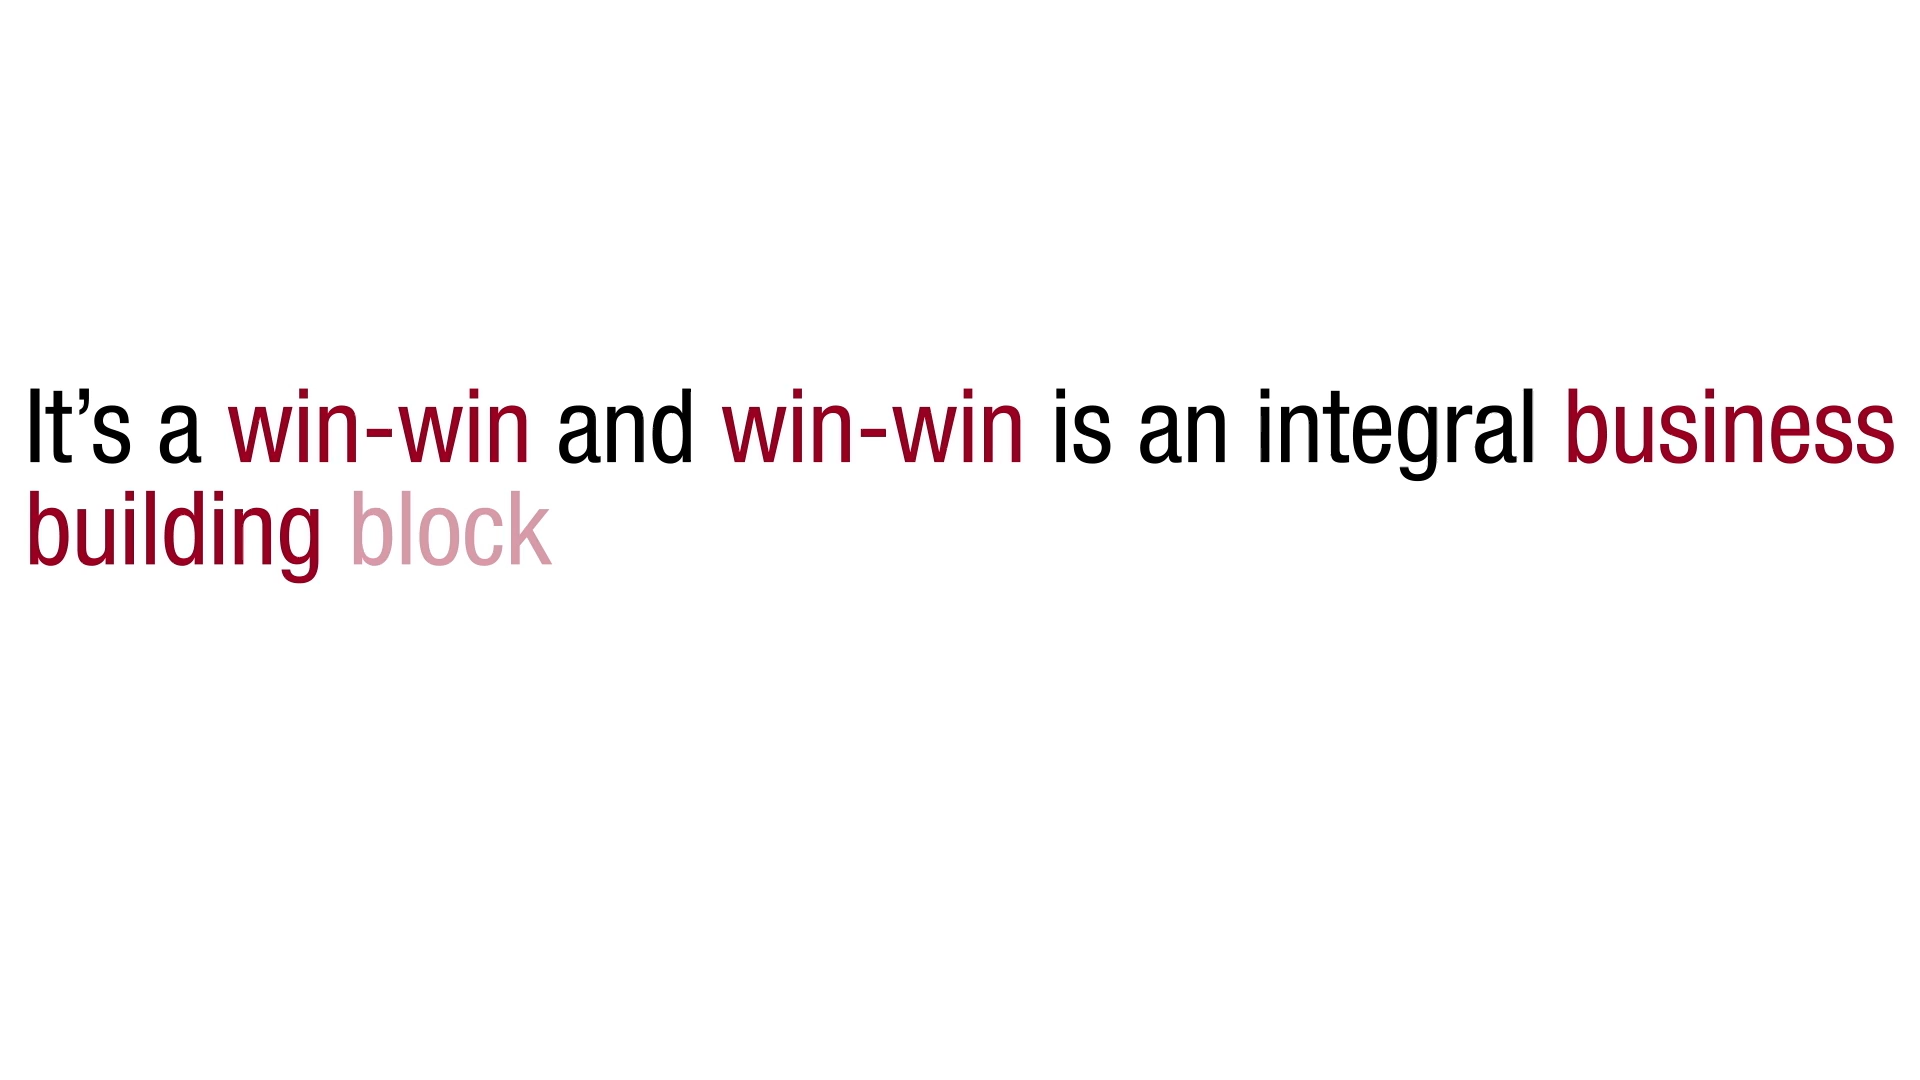 It’s a win-win and win-win is an integral business
building block